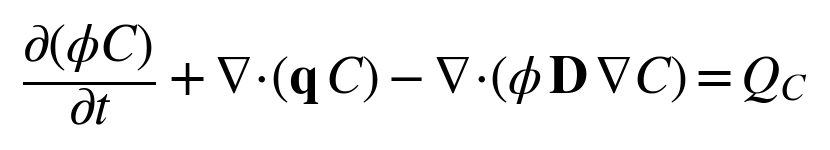 ∂(ϕC)/∂t + ∇·(𝐪 C) − ∇·(ϕ 𝐃 ∇C) = Q_C